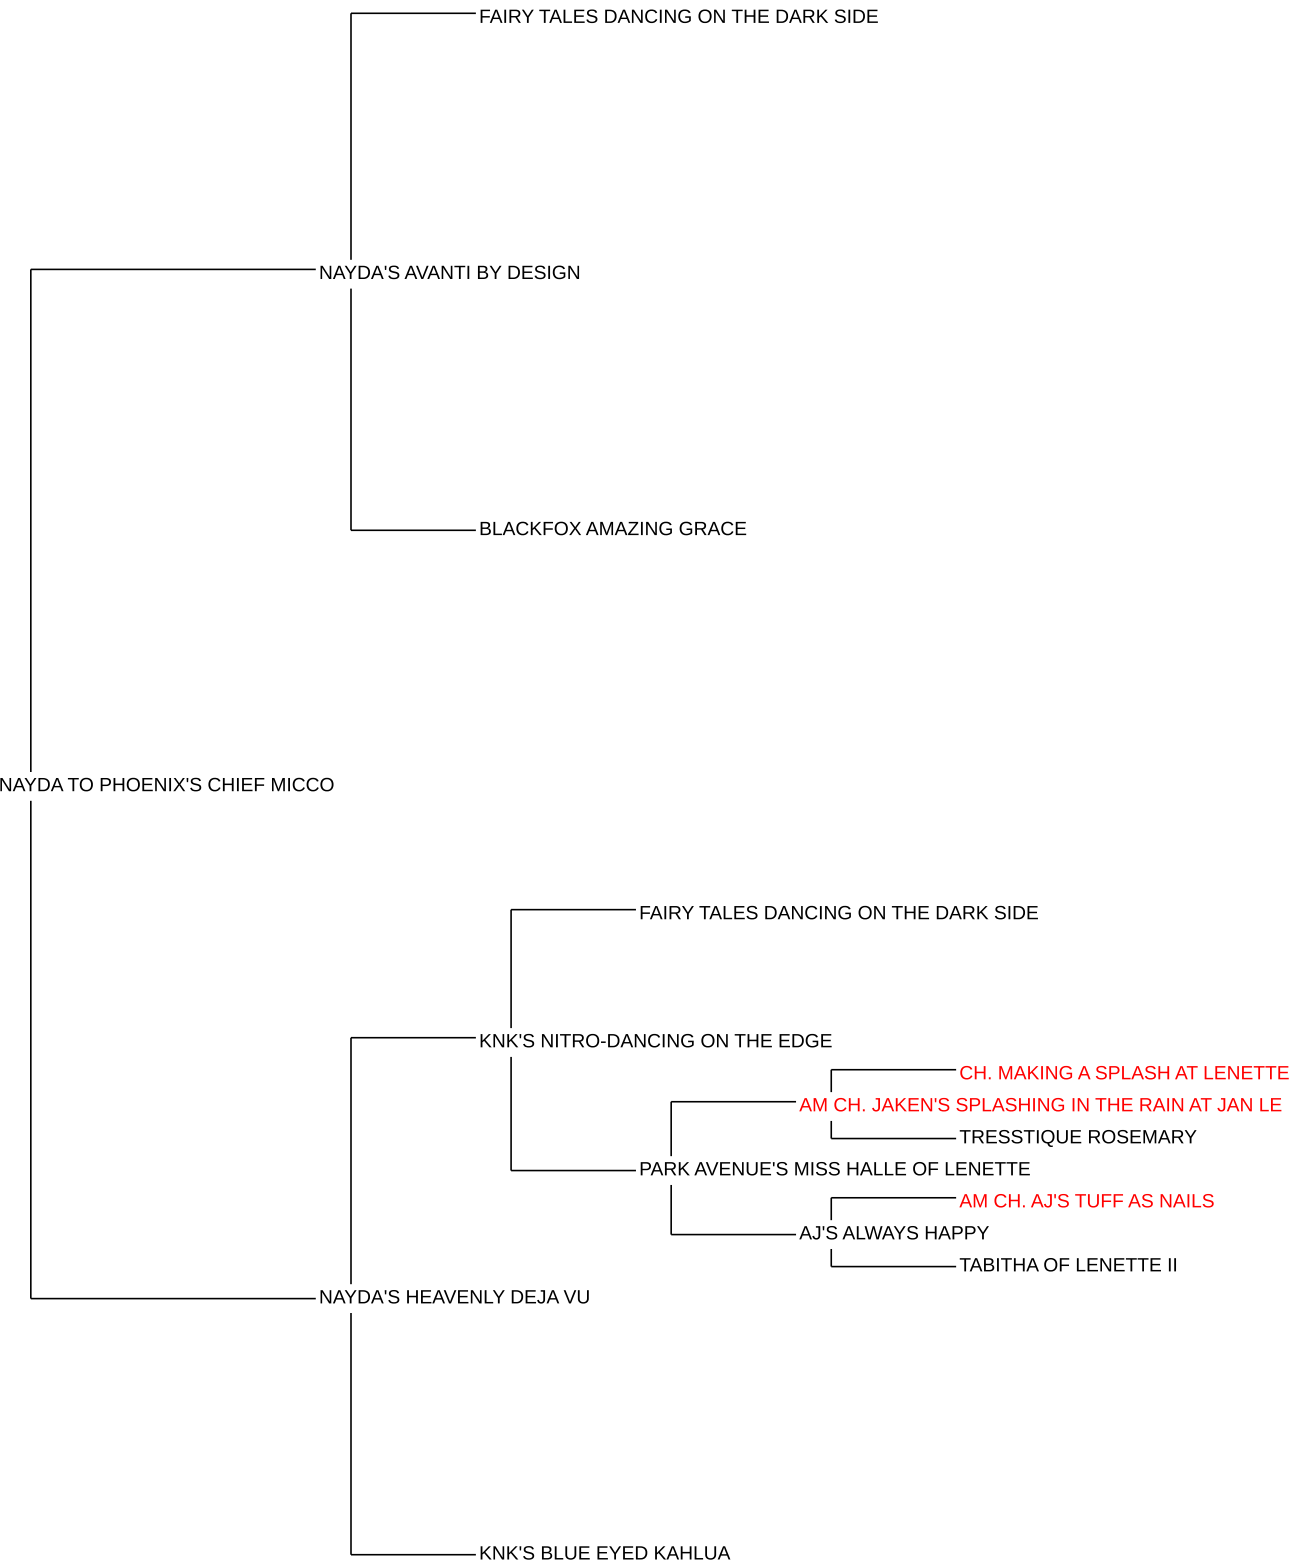 FAIRY TALES DANCING ON THE DARK SIDE
NAYDA'S AVANTI BY DESIGN
BLACKFOX AMAZING GRACE
NAYDA TO PHOENIX'S CHIEF MICCO
FAIRY TALES DANCING ON THE DARK SIDE
KNK'S NITRO-DANCING ON THE EDGE
CH. MAKING A SPLASH AT LENETTE
AM CH. JAKEN'S SPLASHING IN THE RAIN AT JAN LE
TRESSTIQUE ROSEMARY
PARK AVENUE'S MISS HALLE OF LENETTE
AM CH. AJ'S TUFF AS NAILS
AJ'S ALWAYS HAPPY
TABITHA OF LENETTE II
NAYDA'S HEAVENLY DEJA VU
KNK'S BLUE EYED KAHLUA